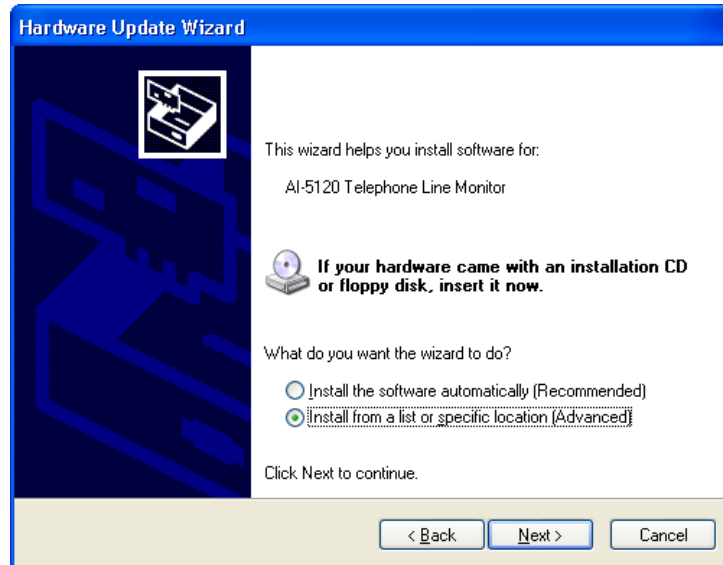 Hardware Update Wizard
This wizard helps you install software for:
AI-5120 Telephone Line Monitor
If your hardware came with an installation CD
or floppy disk, insert it now.
What do you want the wizard to do?
Install the software automatically (Recommended)
Install from a list or specific location (Advanced)
Click Next to continue.
< Back Next > Cancel